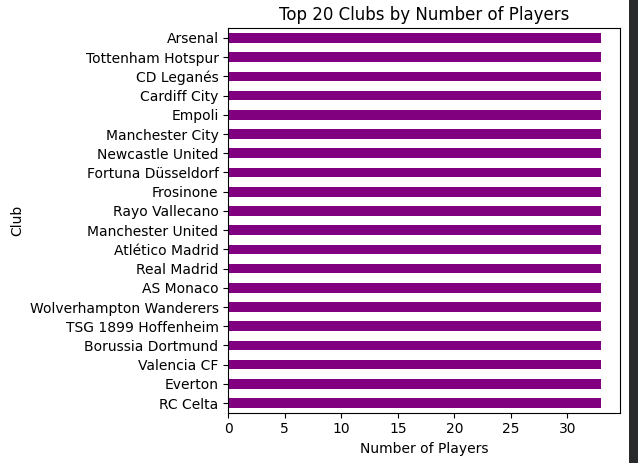 Top 20 Clubs by Number of Players
Arsenal
Tottenham Hotspur
CD Leganés
Cardiff City
Empoli
Manchester City
Newcastle United
Fortuna Düsseldorf
Frosinone
Rayo Vallecano
Club
Manchester United
Atlético Madrid
Real Madrid
AS Monaco
Wolverhampton Wanderers
TSG 1899 Hoffenheim
Borussia Dortmund
Valencia CF
Everton
RC Celta
0 5 10 15 20 25 30
Number of Players